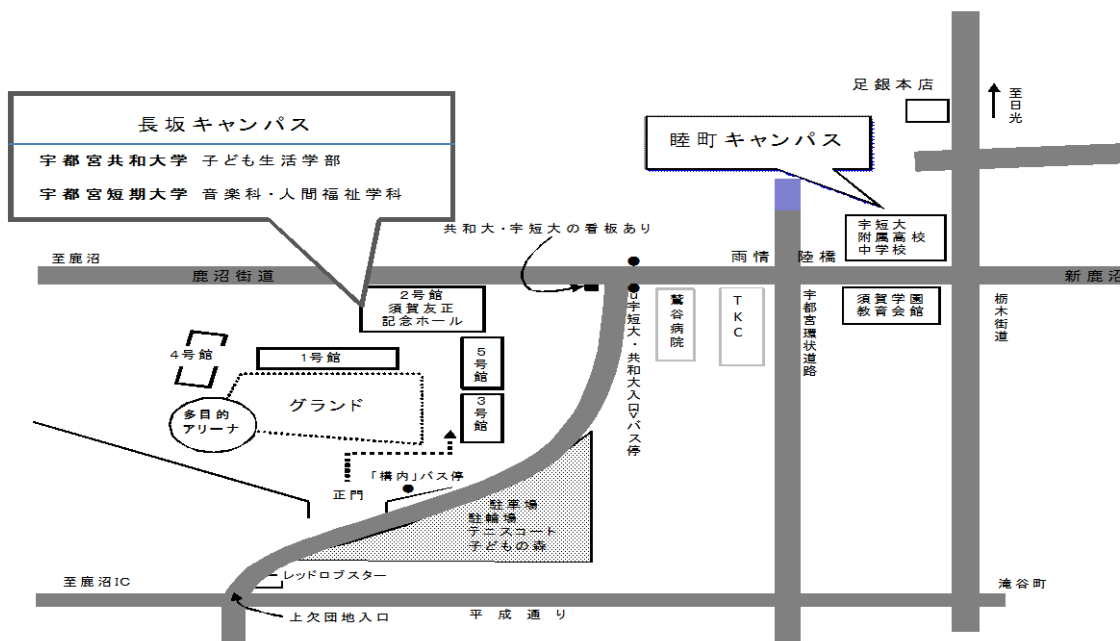 足銀本店
至日光
長坂キャンパス
宇都宮共和大学 子ども生活学部
宇都宮短期大学 音楽科・人間福祉学科
睦町キャンパス
共和大・宇短大の看板あり
宇短大
附属高校
中学校
至鹿沼
鹿沼街道
雨情 陸橋
新鹿沼
2号館
須賀友正
記念ホール
u宇短大・共和大入口vバス停
鷲谷病院
TKC
宇都宮環状道路
須賀学園
教育会館
栃木街道
4号館
1号館
5号館
グランド
3号館
多目的
アリーナ
「構内」バス停
正門
駐車場
駐輪場
テニスコート
子どもの森
レッドロブスター
至鹿沼IC
上欠団地入口
平成通り
滝谷町